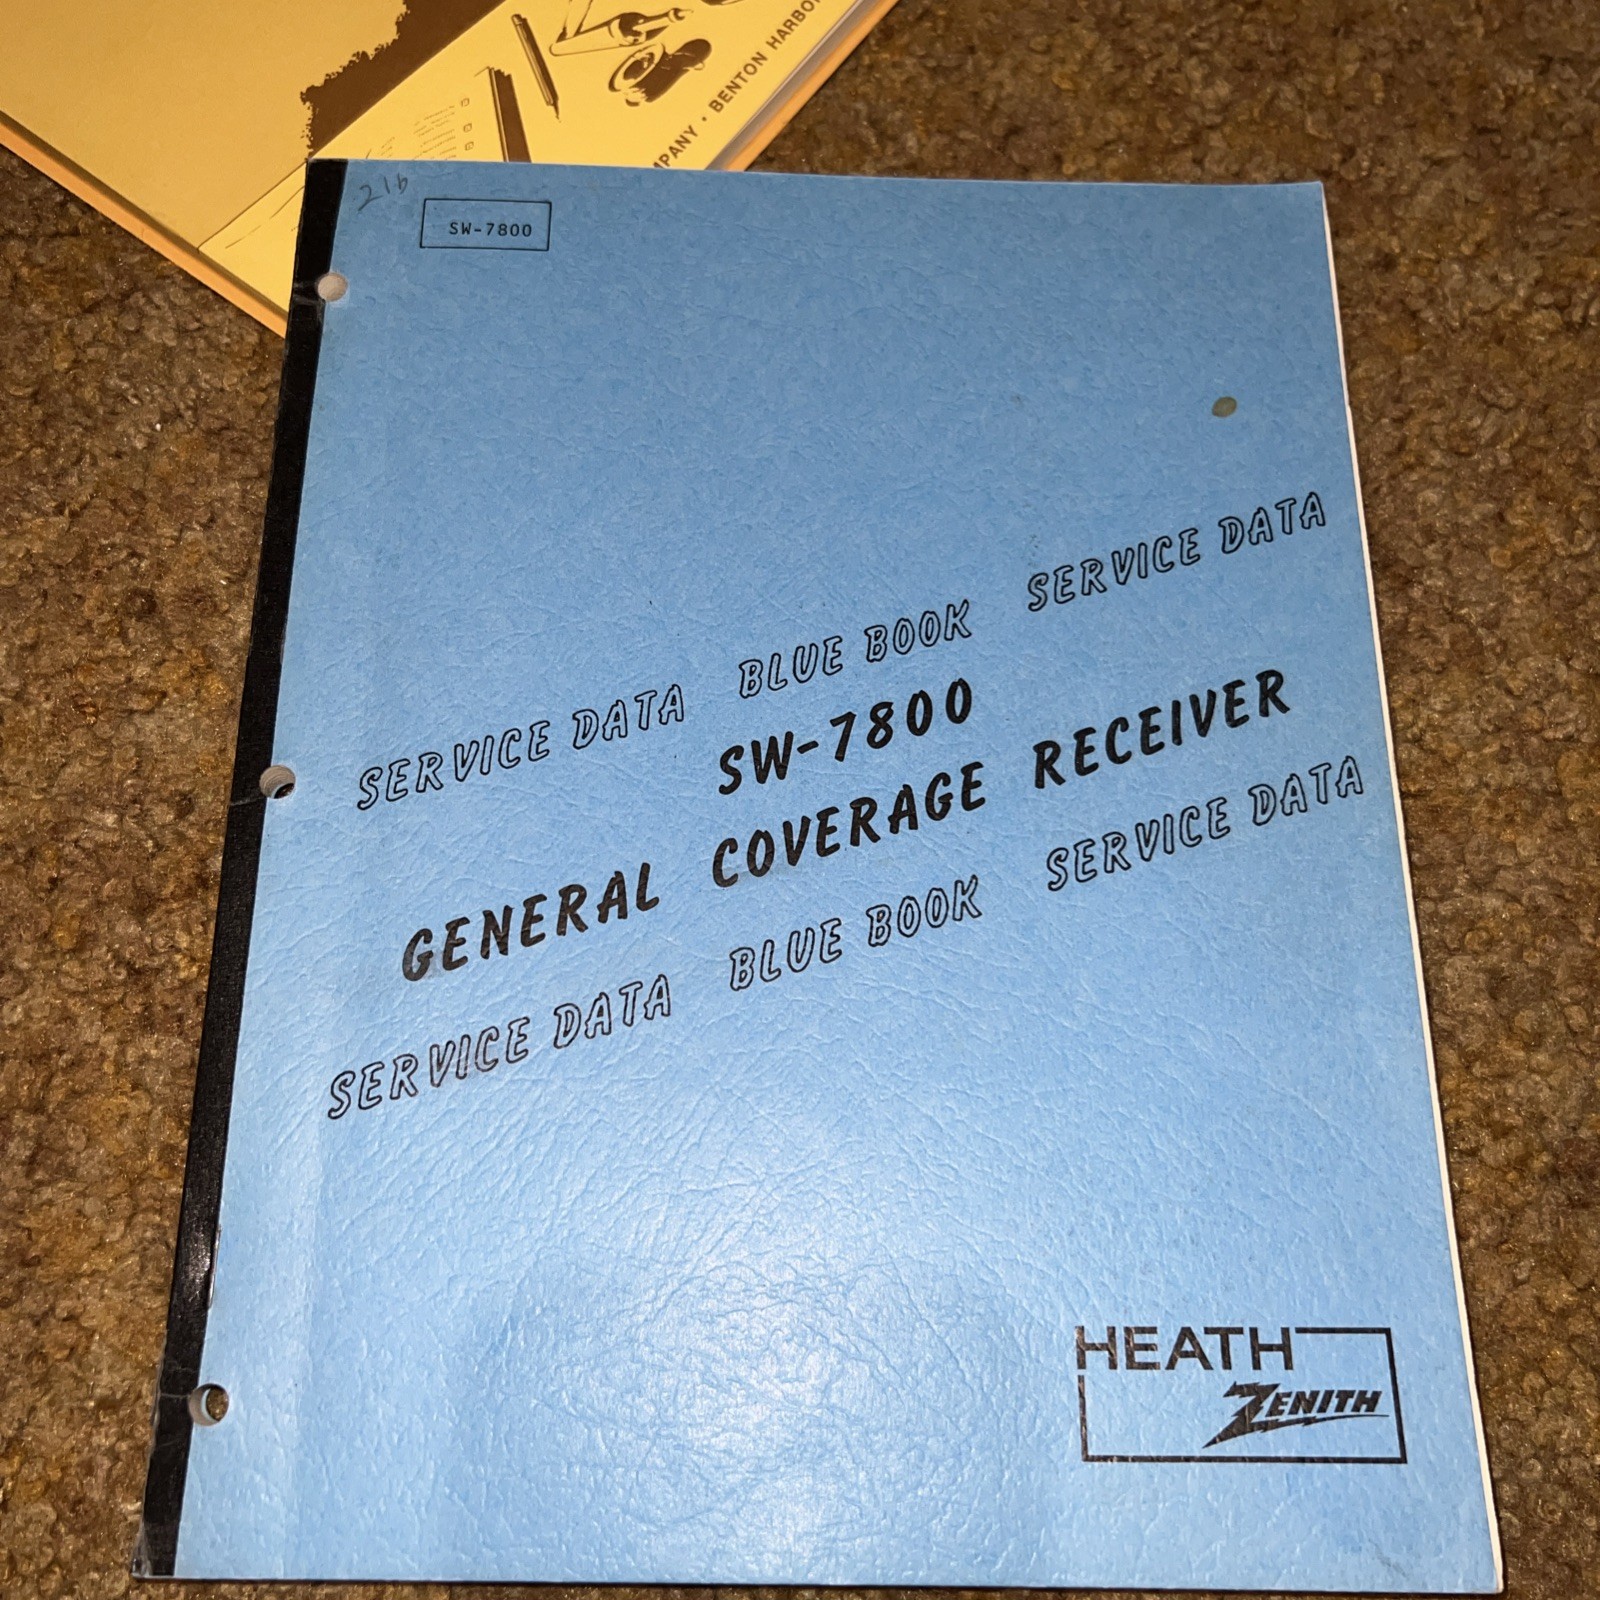 MPANY • BENTON HARBO
216
SW-7800
SERVICE DATA BLUE BOOK SERVICE DATA
SW-7800
GENERAL COVERAGE RECEIVER
SERVICE DATA BLUE BOOK SERVICE DATA
HEATH
ZENITH